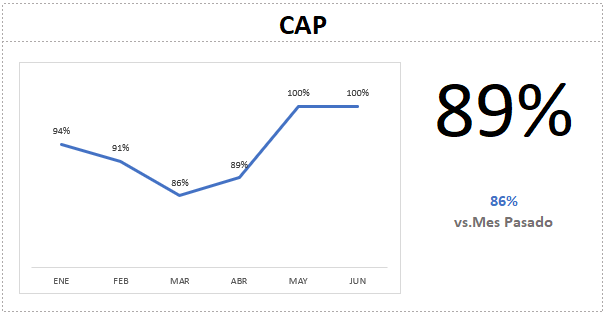 CAP
94%
91%
86%
89%
100%
100%
ENE
FEB
MAR
ABR
MAY
JUN
89%
86%
vs.Mes Pasado